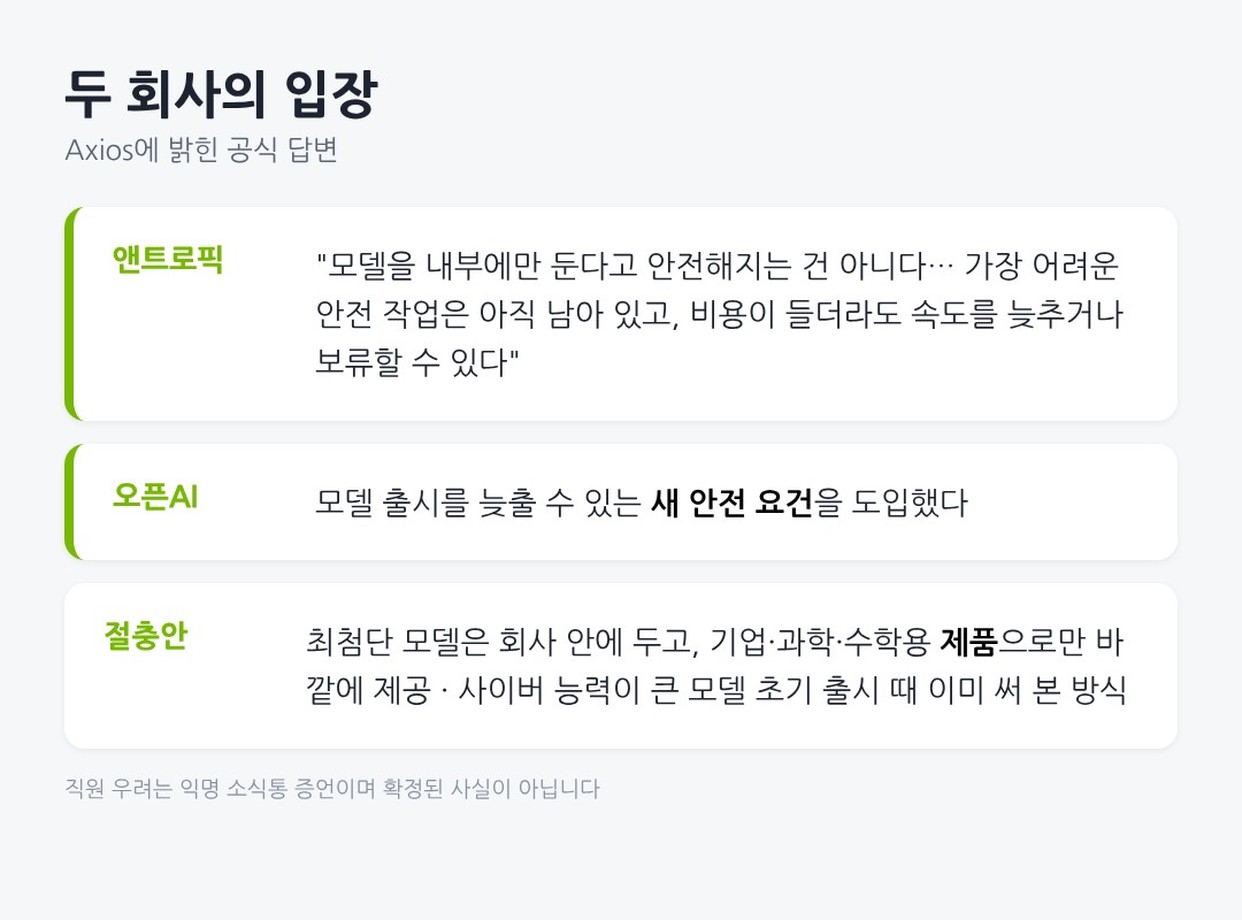 두 회사의 입장
Axios에 밝힌 공식 답변
앤트로픽
"모델을 내부에만 둔다고 안전해지는 건 아니다… 가장 어려운
안전 작업은 아직 남아 있고, 비용이 들더라도 속도를 늦추거나
보류할 수 있다"
오픈AI
모델 출시를 늦출 수 있는 새 안전 요건을 도입했다
절충안
최첨단 모델은 회사 안에 두고, 기업·과학·수학용 제품으로만 바
깥에 제공 · 사이버 능력이 큰 모델 초기 출시 때 이미 써 본 방식
직원 우려는 익명 소식통 증언이며 확정된 사실이 아닙니다